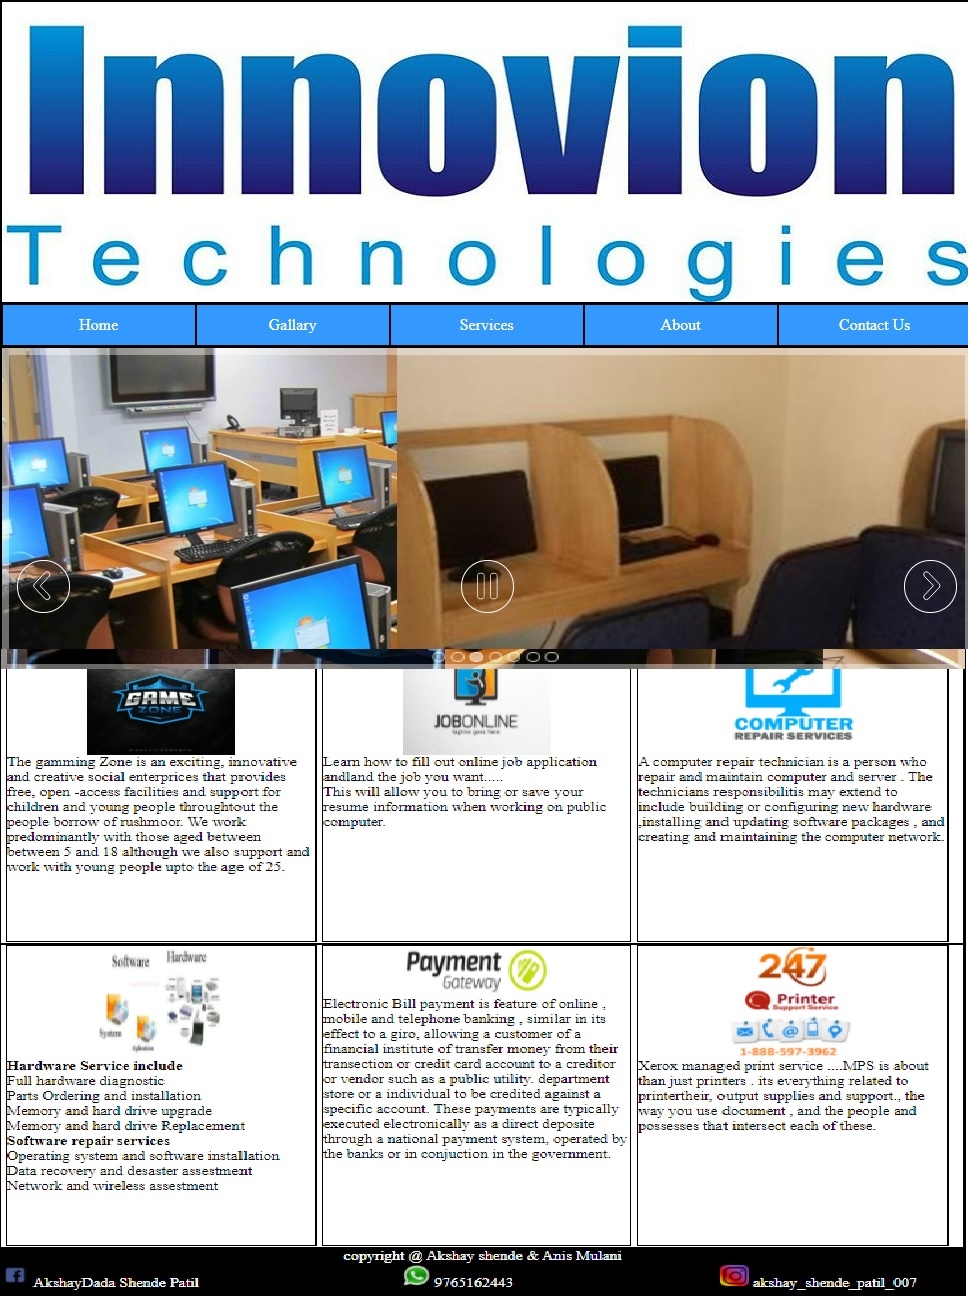 Innovion
Technologies
Home
Gallary
Services
About
Contact Us
GAME
ZONE
The gamming Zone is an exciting, innovative
and creative social enterprices that provides
free, open -access facilities and support for
children and young people throughtout the
people borrow of rushmoor. We work
predominantly with those aged between
between 5 and 18 although we also support and
work with young people upto the age of 25.
JOBONLINE
tagline goes here
Learn how to fill out online job application
andland the job you want.....
This will allow you to bring or save your
resume information when working on public
computer.
COMPUTER
REPAIR SERVICES
A computer repair technician is a person who
repair and maintain computer and server . The
technicians responsibilitis may extend to
include building or configuring new hardware
,installing and updating software packages , and
creating and maintaining the computer network.
Software
Hardware
System
Hardware Service include
Full hardware diagnostic
Parts Ordering and installation
Memory and hard drive upgrade
Memory and hard drive Replacement
Software repair services
Operating system and software installation
Data recovery and desaster assestment
Network and wireless assestment
Payment
Gateway
Electronic Bill payment is feature of online ,
mobile and telephone banking , similar in its
effect to a giro, allowing a customer of a
financial institute of transfer money from their
transection or credit card account to a creditor
or vendor such as a public utility. department
store or a individual to be credited against a
specific account. These payments are typically
executed electronically as a direct deposite
through a national payment system, operated by
the banks or in conjuction in the government.
247
Printer
Support Service
1-888-597-3962
Xerox managed print service ....MPS is about
than just printers . its everything related to
printertheir, output supplies and support., the
way you use document , and the people and
possesses that intersect each of these.
copyright @ Akshay shende & Anis Mulani
AkshayDada Shende Patil
9765162443
akshay_shende_patil_007